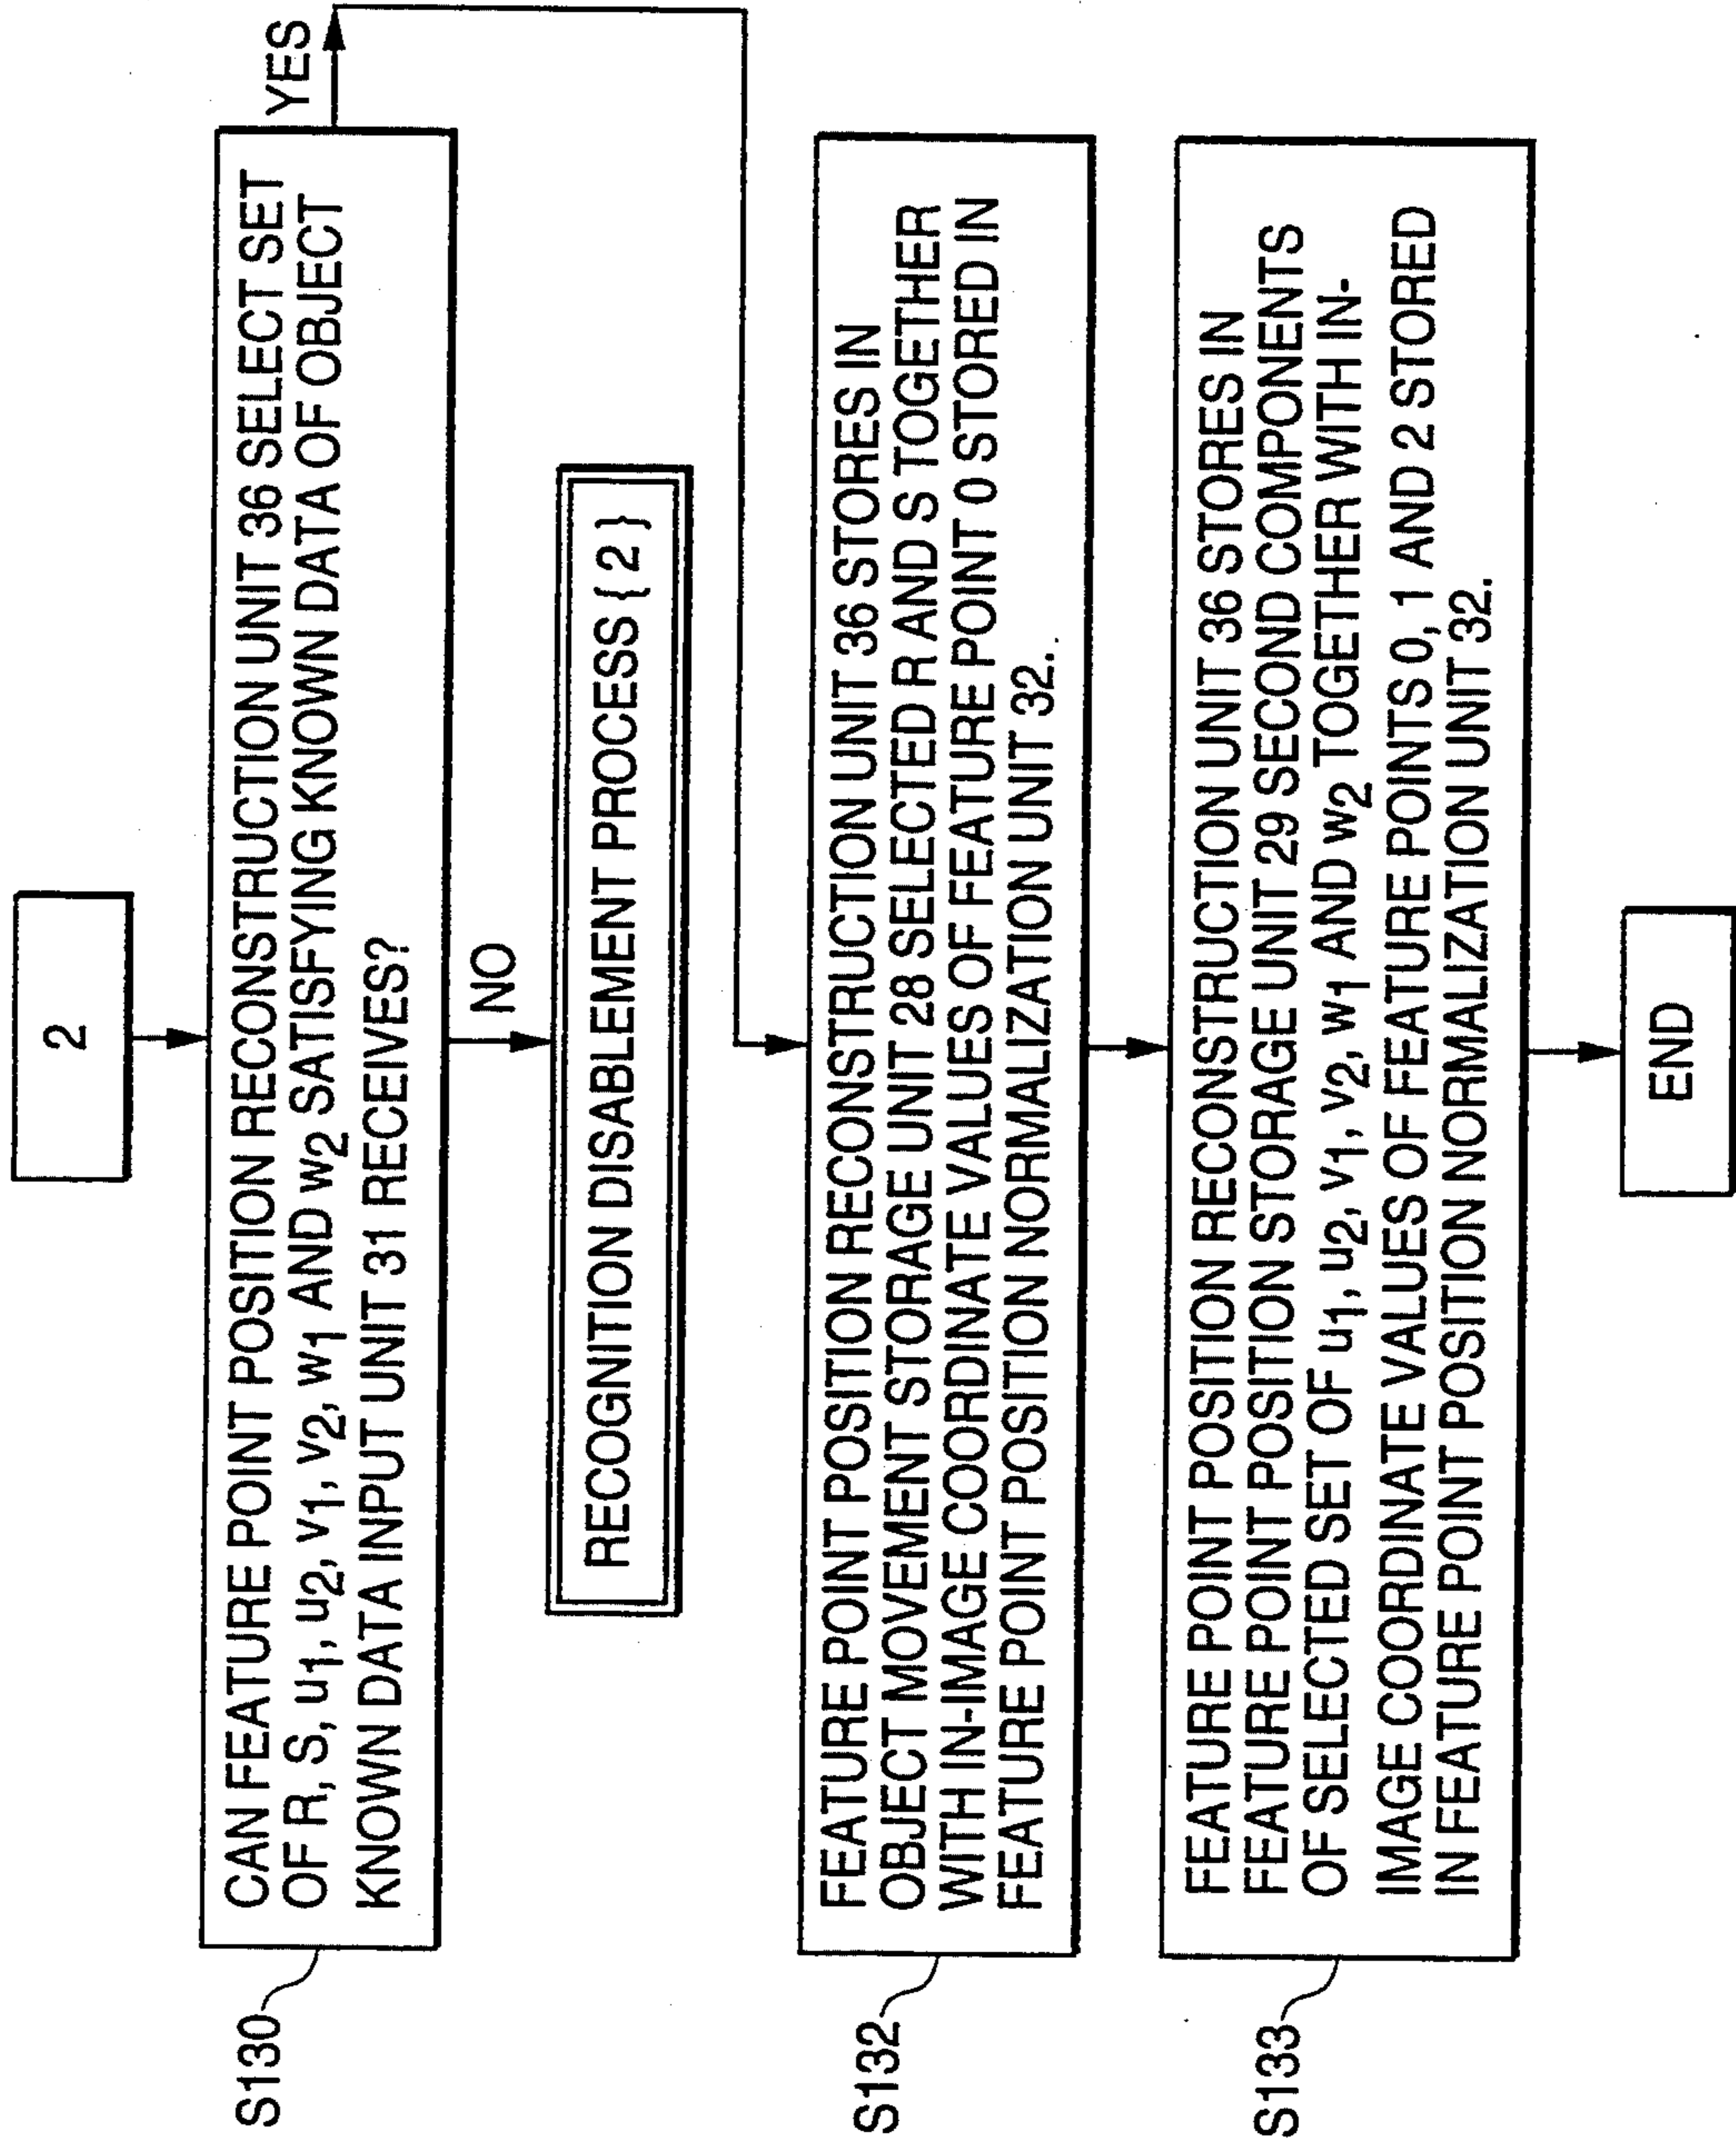 2
S130
CAN FEATURE POINT POSITION RECONSTRUCTION UNIT 36 SELECT SET
OF R, S, u1, u2, v1, v2, w1 AND w2 SATISFYING KNOWN DATA OF OBJECT
KNOWN DATA INPUT UNIT 31 RECEIVES?
YES
NO
RECOGNITION DISABLEMENT PROCESS { 2 }
S132
FEATURE POINT POSITION RECONSTRUCTION UNIT 36 STORES IN
OBJECT MOVEMENT STORAGE UNIT 28 SELECTED R AND S TOGETHER
WITH IN-IMAGE COORDINATE VALUES OF FEATURE POINT 0 STORED IN
FEATURE POINT POSITION NORMALIZATION UNIT 32.
S133
FEATURE POINT POSITION RECONSTRUCTION UNIT 36 STORES IN
FEATURE POINT POSITION STORAGE UNIT 29 SECOND COMPONENTS
OF SELECTED SET OF u1, u2, v1, v2, w1 AND w2 TOGETHER WITH IN-
IMAGE COORDINATE VALUES OF FEATURE POINTS 0, 1 AND 2 STORED
IN FEATURE POINT POSITION NORMALIZATION UNIT 32.
END